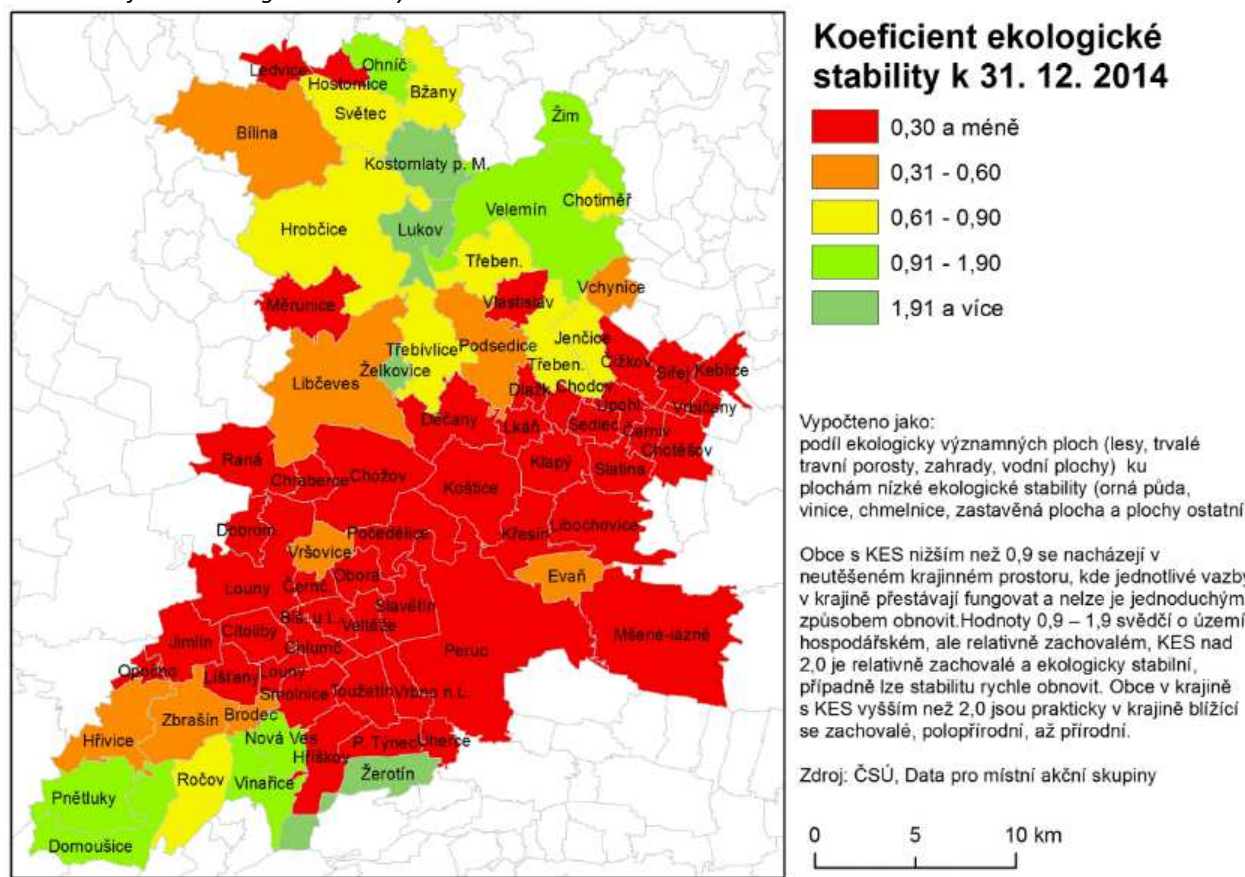 Koeficient ekologické
stability k 31. 12. 2014
0,30 a méně
0,31 - 0,60
0,61 - 0,90
0,91 - 1,90
1,91 a více
Vypočteno jako:
podíl ekologicky významných ploch (lesy, trvalé
travní porosty, zahrady, vodní plochy) ku
plochám nízké ekologické stability (orná půda,
vinice, chmelnice, zastavěná plocha a plochy ostatní
Obce s KES nižším než 0,9 se nacházejí v
neutěšeném krajinném prostoru, kde jednotlivé vazby
v krajině přestávají fungovat a nelze je jednoduchým
způsobem obnovit.Hodnoty 0,9 – 1,9 svědčí o území
hospodářském, ale relativně zachovalém, KES nad
2,0 je relativně zachovalé a ekologicky stabilní,
případně lze stabilitu rychle obnovit. Obce v krajině
s KES vyšším než 2,0 jsou prakticky v krajině blížící
se zachovalé, polopřírodní, až přírodní.
Zdroj: ČSÚ, Data pro místní akční skupiny
0 5 10 km
Ledvice
Ohníč
Hostomice
Bžany
Světec
Žim
Bílina
Kostomlaty p. M.
Chotiměř
Velemín
Hrobčice
Lukov
Třeben.
Vchynice
Vlastislav
Měrunice
Jenčice
Třebívlice
Podsedice
Čížkov
Želkovice
Třeben.
Siřej
Keblice
Libčeves
Dlažk.
Chodov
Úpohl.
Vrbičany
Děčany
Lkáň
Sedlec
Černiv
Chotěšov
Raná
Klapý
Slatina
Chraberce
Chožov
Koštice
Dobrom.
Počedělice
Křesín
Libochovice
Vršovice
Louny
Černč.
Obora
Evaň
Slavětín
Blš. u L.
Veltěže
Cítoliby
Jimlín
Chlumč.
Peruc
Mšené-lázně
Opočno
Lišťany
Louny
Smolnice
Toužetín
Vrbno n.L.
Zbrašín
Brodec
Hřivice
Nová Ves
P. Týnec
Úherce
Hříškov
Ročov
Vinařice
Žerotín
Pnětluky
Domoušice